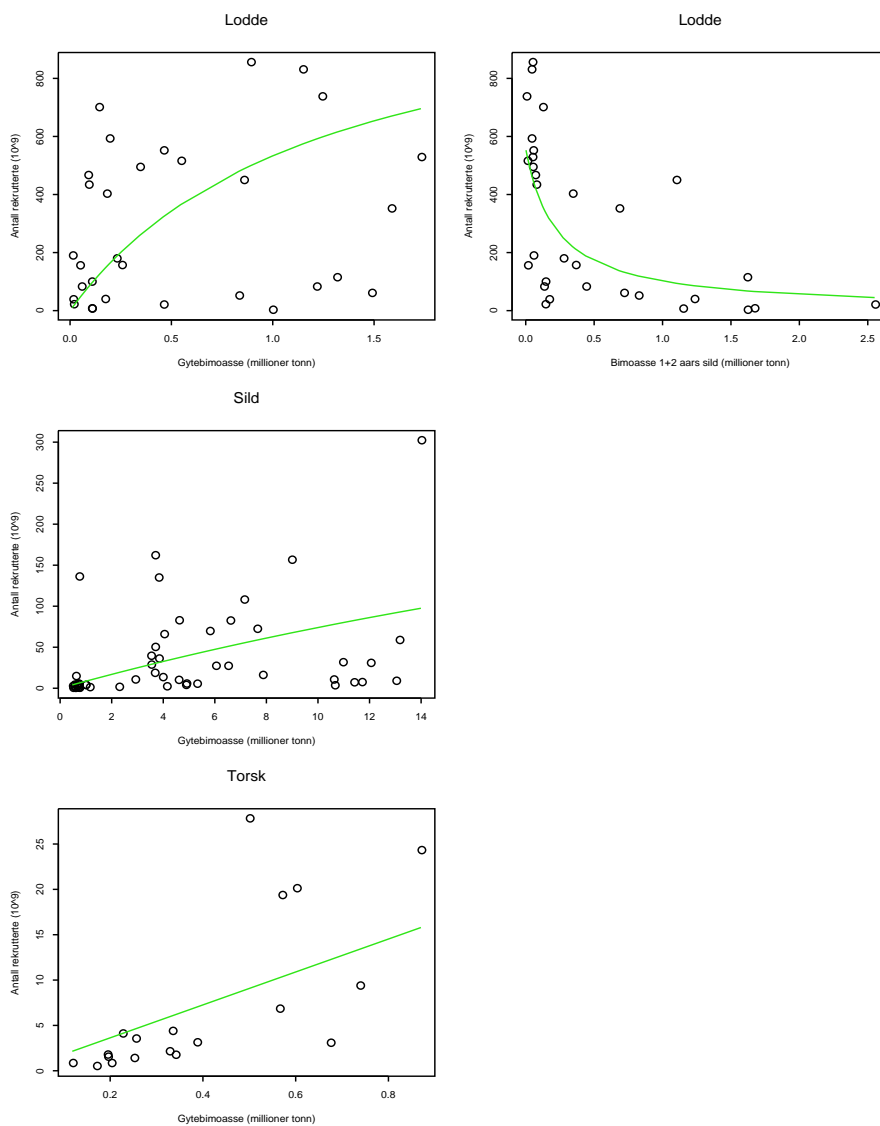 Lodde
Antall rekrutterte (10^9)
0 200 400 600 800
0.0 0.5 1.0 1.5
Gytebimoasse (millioner tonn)
Lodde
Antall rekrutterte (10^9)
0 200 400 600 800
0.0 0.5 1.0 1.5 2.0 2.5
Bimoasse 1+2 aars sild (millioner tonn)
Sild
Antall rekrutterte (10^9)
0 50 100 150 200 250 300
0 2 4 6 8 10 12 14
Gytebimoasse (millioner tonn)
Torsk
Antall rekrutterte (10^9)
0 5 10 15 20 25
0.2 0.4 0.6 0.8
Gytebimoasse (millioner tonn)